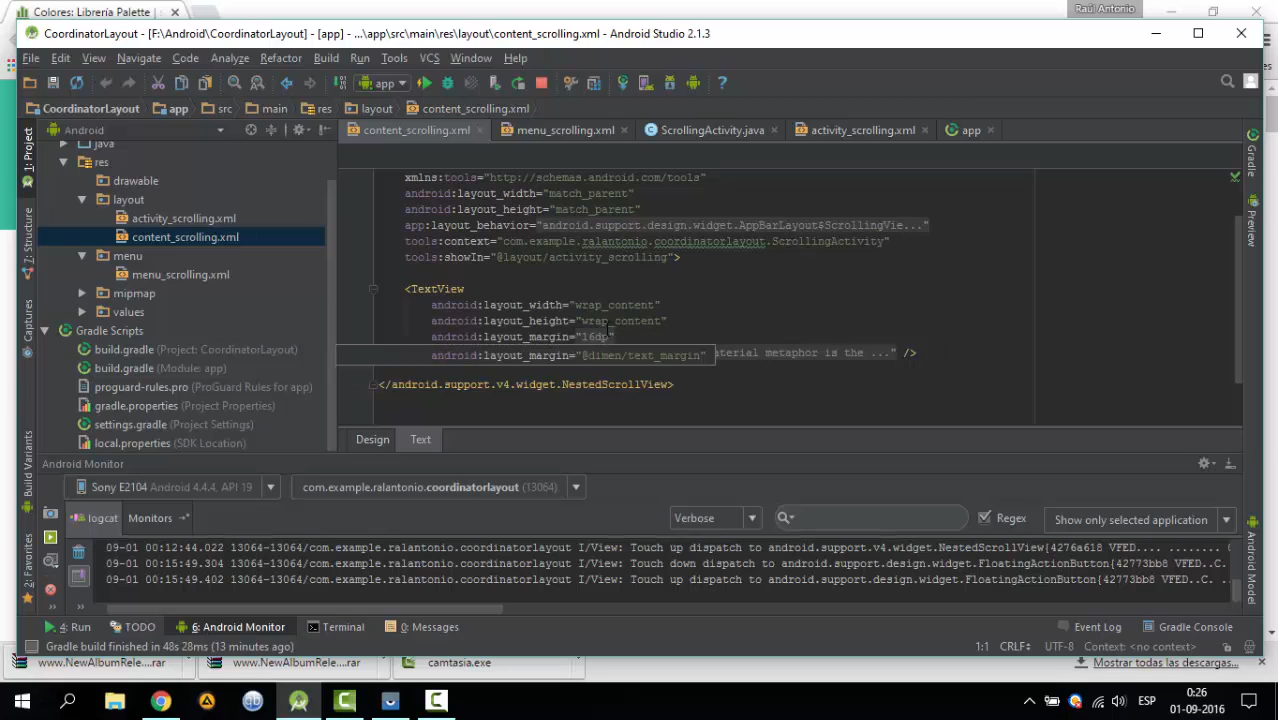 Colores: Librería Palette |
Raúl Antonio
CoordinatorLayout - [F:\Android\CoordinatorLayout] - [app] - ...\app\src\main\res\layout\content_scrolling.xml - Android Studio 2.1.3
File Edit View Navigate Code Analyze Refactor Build Run Tools VCS Window Help
app
CoordinatorLayout app src main res layout content_scrolling.xml
1: Project
Android
content_scrolling.xml menu_scrolling.xml ScrollingActivity.java activity_scrolling.xml app
Gradle
java
res
drawable
layout
activity_scrolling.xml
content_scrolling.xml
menu
menu_scrolling.xml
mipmap
values
Gradle Scripts
build.gradle (Project: CoordinatorLayout)
build.gradle (Module: app)
proguard-rules.pro (ProGuard Rules for app)
gradle.properties (Project Properties)
settings.gradle (Project Settings)
local.properties (SDK Location)
7: Structure
Build Variants
2: Favorites
xmlns:tools="http://schemas.android.com/tools"
android:layout_width="match_parent"
android:layout_height="match_parent"
app:layout_behavior="android.support.design.widget.AppBarLayout$ScrollingVie..."
tools:context="com.example.ralantonio.coordinatorlayout.ScrollingActivity"
tools:showIn="@layout/activity_scrolling">
<TextView
android:layout_width="wrap_content"
android:layout_height="wrap_content"
android:layout_margin="16dp"
android:layout_margin="@dimen/text_margin"
aterial metaphor is the ..." />
</android.support.v4.widget.NestedScrollView>
Preview
Android Model
Design Text
Android Monitor
Sony E2104 Android 4.4.4, API 19 com.example.ralantonio.coordinatorlayout (13064)
logcat Monitors Verbose Regex Show only selected application
09-01 00:12:44.022 13064-13064/com.example.ralantonio.coordinatorlayout I/View: Touch up dispatch to android.support.v4.widget.NestedScrollView{4276a618 VFED.... ........ 0
09-01 00:15:49.304 13064-13064/com.example.ralantonio.coordinatorlayout I/View: Touch down dispatch to android.support.design.widget.FloatingActionButton{42773bb8 VFED..C.
09-01 00:15:49.402 13064-13064/com.example.ralantonio.coordinatorlayout I/View: Touch up dispatch to android.support.design.widget.FloatingActionButton{42773bb8 VFED..C. .
4: Run TODO 6: Android Monitor Terminal 0: Messages Event Log Gradle Console
Gradle build finished in 48s 28ms (13 minutes ago) 1:1 CRLF UTF-8 Context: <no context>
www.NewAlbumRele....rar www.NewAlbumRele....rar camtasia.exe Mostrar todas las descargas...
ESP 0:26
01-09-2016